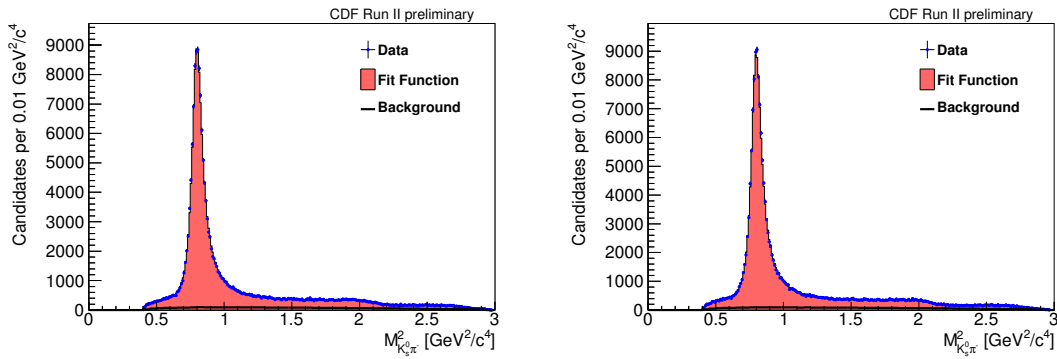 CDF Run II preliminary
Candidates per 0.01 GeV²/c⁴
9000
8000
7000
6000
5000
4000
3000
2000
1000
0
Data
Fit Function
Background
0 0.5 1 1.5 2 2.5 3
M²K⁰sπ⁻ [GeV²/c⁴]
CDF Run II preliminary
Candidates per 0.01 GeV²/c⁴
9000
8000
7000
6000
5000
4000
3000
2000
1000
0
Data
Fit Function
Background
0 0.5 1 1.5 2 2.5 3
M²K⁰sπ⁻ [GeV²/c⁴]